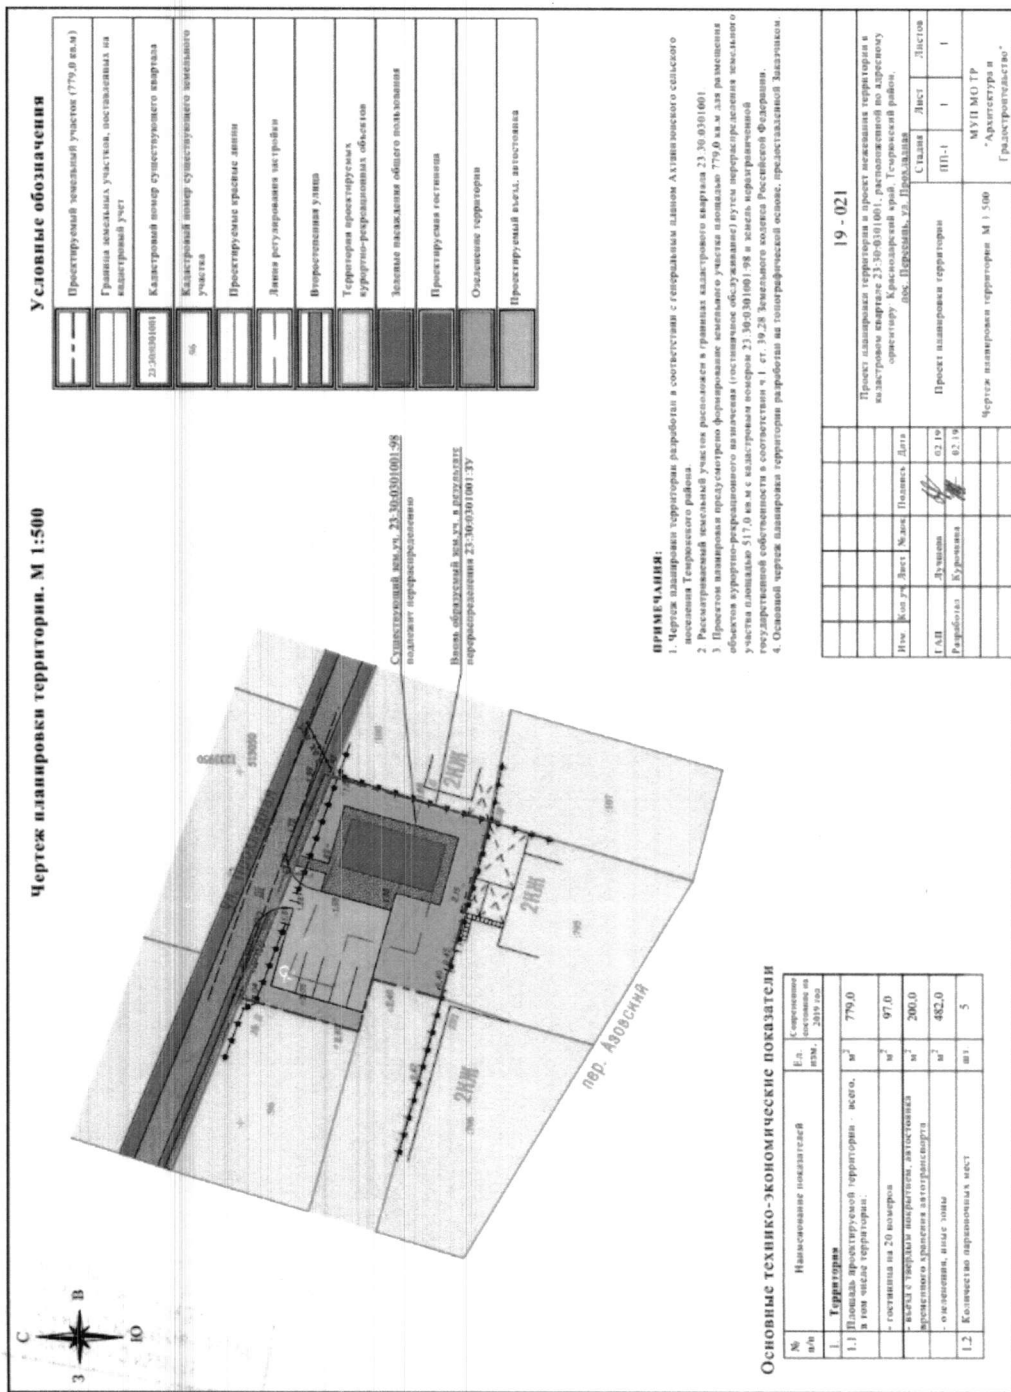 Чертеж планировки территории. М 1:500
Условные обозначения
Проектируемый земельный участок (779,0 кв.м)
Граница земельных участков, поставленных на
кадастровый учет
23:30:0301001
Кадастровый номер существующего квартала
96
Кадастровый номер существующего земельного
участка
Проектируемые красные линии
Линия регулирования застройки
Второстепенная улица
Территория проектируемых
курортно-рекреационных объектов
Зеленые насаждения общего пользования
Проектируемая гостиница
Озеленение территории
Проектируемый въезд, автостоянка
С
З
В
Ю
Существующий зем.уч. 23:30:0301001:98
подлежит перераспределению
Вновь образуемый зем.уч. в результате
перераспределения 23:30:0301001:ЗУ
2КЖ
2КЖ
2КЖ
пер. Азовский
ПРИМЕЧАНИЯ:
1. Чертеж планировки территории разработан в соответствии с генеральным планом Ахтанизовского сельского
поселения Темрюкского района.
2 Рассматриваемый земельный участок расположен в границах кадастрового квартала 23:30:0301001
3 Проектом планировки предусмотрено формирование земельного участка площадью 779,0 кв.м для размещения
объектов курортно-рекреационного назначения (гостиничное обслуживание) путем перераспределения земельного
участка площадью 517,0 кв.м с кадастровым номером 23:30:0301001:98 и земель неразграниченной
государственной собственности в соответствии ч 1 ст. 39.28 Земельного кодекса Российской Федерации.
4. Основной чертеж планировки территории разработан на топографической основе, предоставленной Заказчиком.
Основные технико-экономические показатели
№
п/п
Наименование показателей
Ед.
изм.
Современное
состояние на
2019 год
1
Территория
1.1 Площадь проектируемой территории - всего, м² 779,0
в том числе территории:
- гостиница на 20 номеров м² 97,0
- въезд с твердым покрытием, автостоянка м² 200,0
временного хранения автотранспорта
- озеленения, иные зоны м² 482,0
1.2 Количество парковочных мест шт. 5
19 - 021
Проект планировки территории и проект межевания территории в
кадастровом квартале 23:30:0301001, расположенной по адресному
ориентиру Краснодарский край, Темрюкский район,
пос. Пересыпь, ул. Прохладная
Изм. Кол.уч Лист №док. Подпись Дата
ГАП Лучшева 02.19
Разработал Курочкина 02.19
Проект планировки территории
Стадия Лист Листов
ПП-1 1 1
Чертеж планировки территории М 1 500
МУП МО ТР
"Архитектура и
Градостроительство"